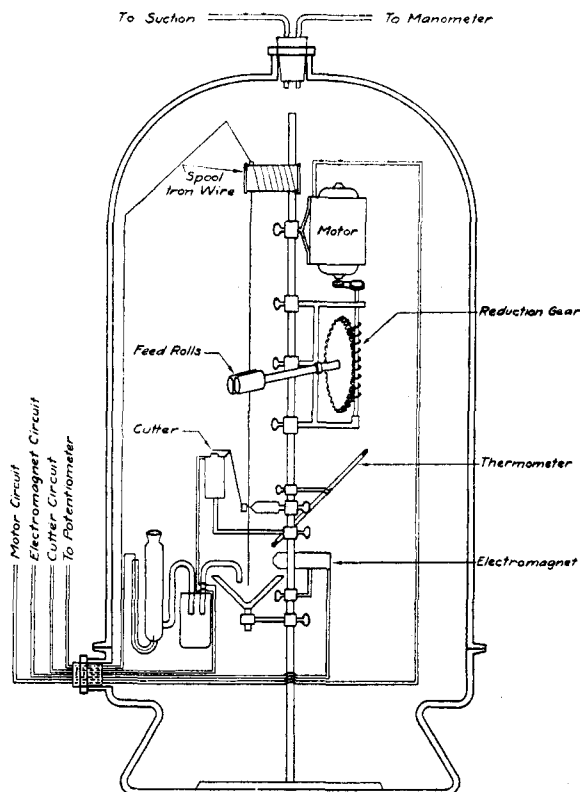 To Suction
To Manometer
Spool
Iron Wire
Motor
Reduction Gear
Feed Rolls
Cutter
Thermometer
Motor Circuit
Electromagnet Circuit
Cutter Circuit
To Potentiometer
Electromagnet